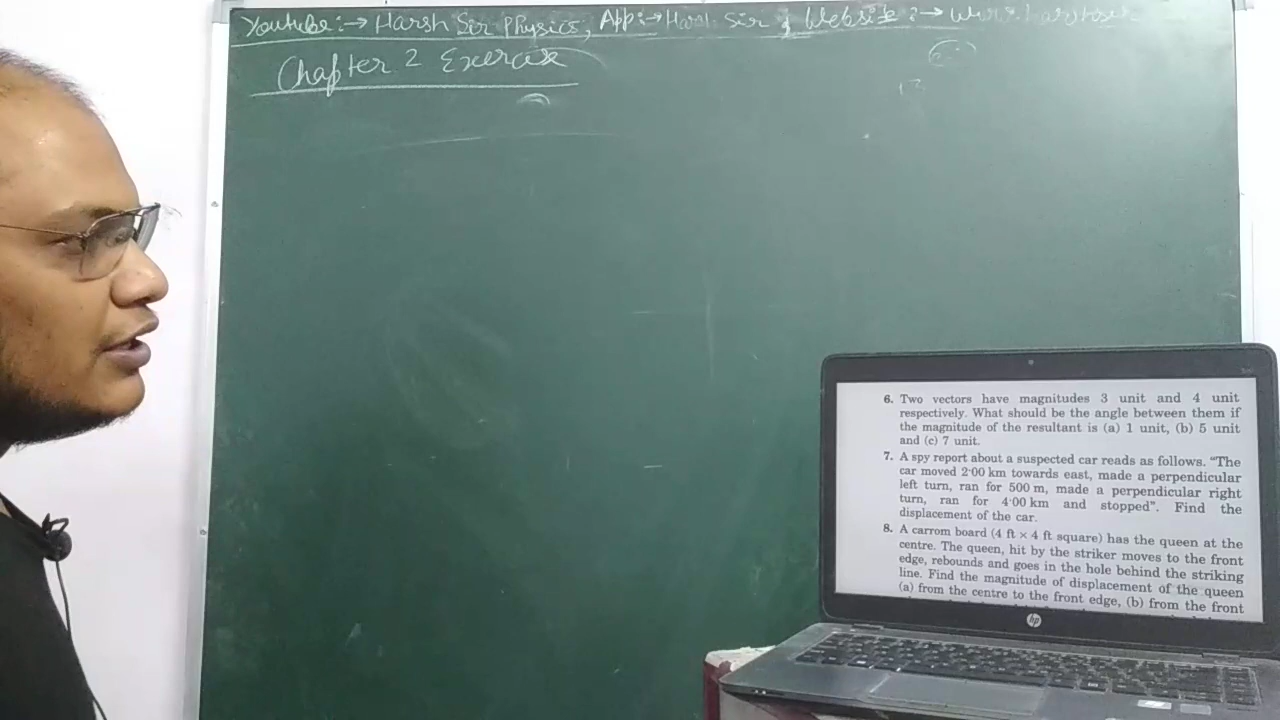 Youtube:→ Harsh Sir Physics, App:→ Harsh Sir, Website:→
Chapter 2 Exercise
6. Two vectors have magnitudes 3 unit and 4 unit
respectively. What should be the angle between them if
the magnitude of the resultant is (a) 1 unit, (b) 5 unit
and (c) 7 unit.
7. A spy report about a suspected car reads as follows. “The
car moved 2·00 km towards east, made a perpendicular
left turn, ran for 500 m, made a perpendicular right
turn, ran for 4·00 km and stopped”. Find the
displacement of the car.
8. A carrom board (4 ft × 4 ft square) has the queen at the
centre. The queen, hit by the striker moves to the front
edge, rebounds and goes in the hole behind the striking
line. Find the magnitude of displacement of the queen
(a) from the centre to the front edge, (b) from the front
hp